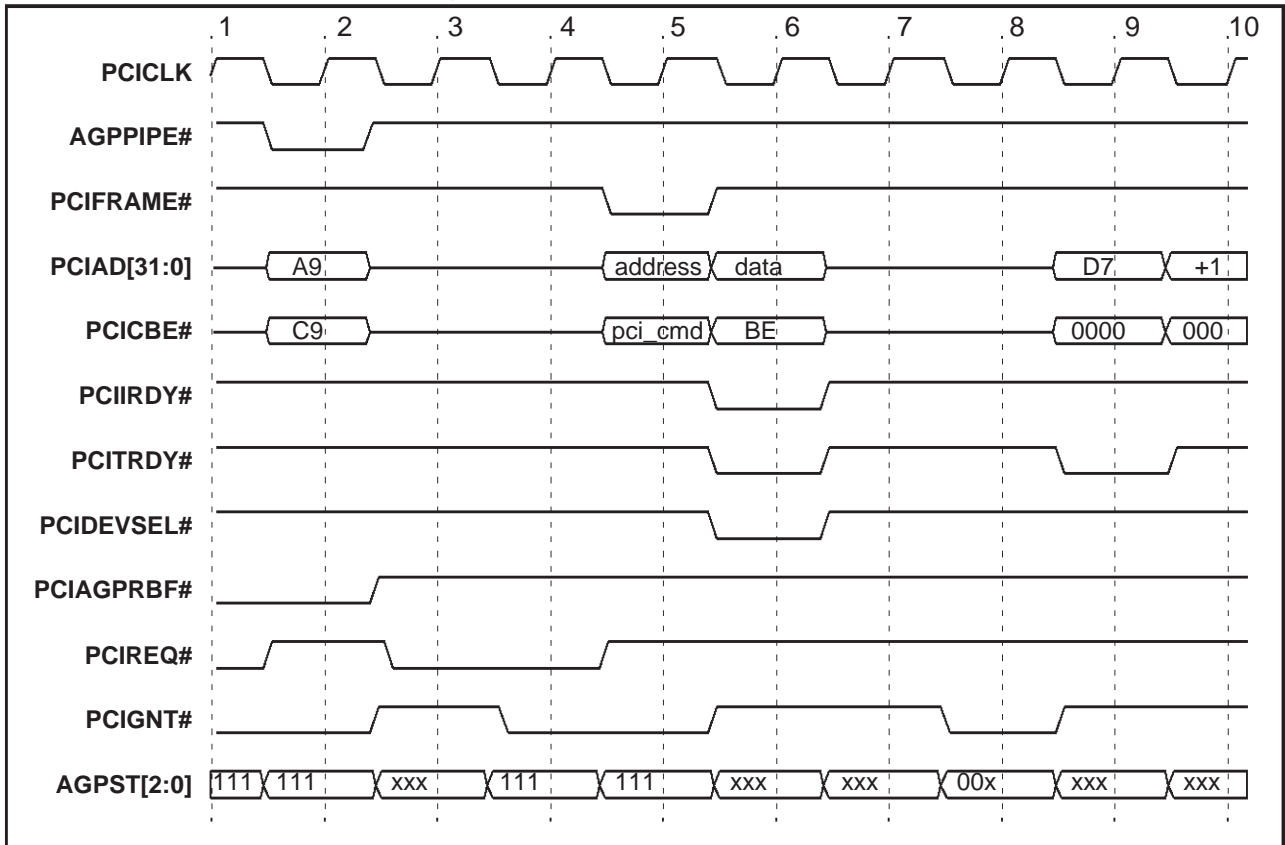 1 2 3 4 5 6 7 8 9 10
PCICLK
AGPPIPE#
PCIFRAME#
PCIAD[31:0] A9 address data D7 +1
PCICBE# C9 pci_cmd BE 0000 000
PCIIRDY#
PCITRDY#
PCIDEVSEL#
PCIAGPRBF#
PCIREQ#
PCIGNT#
AGPST[2:0] 111 111 xxx 111 111 xxx xxx 00x xxx xxx